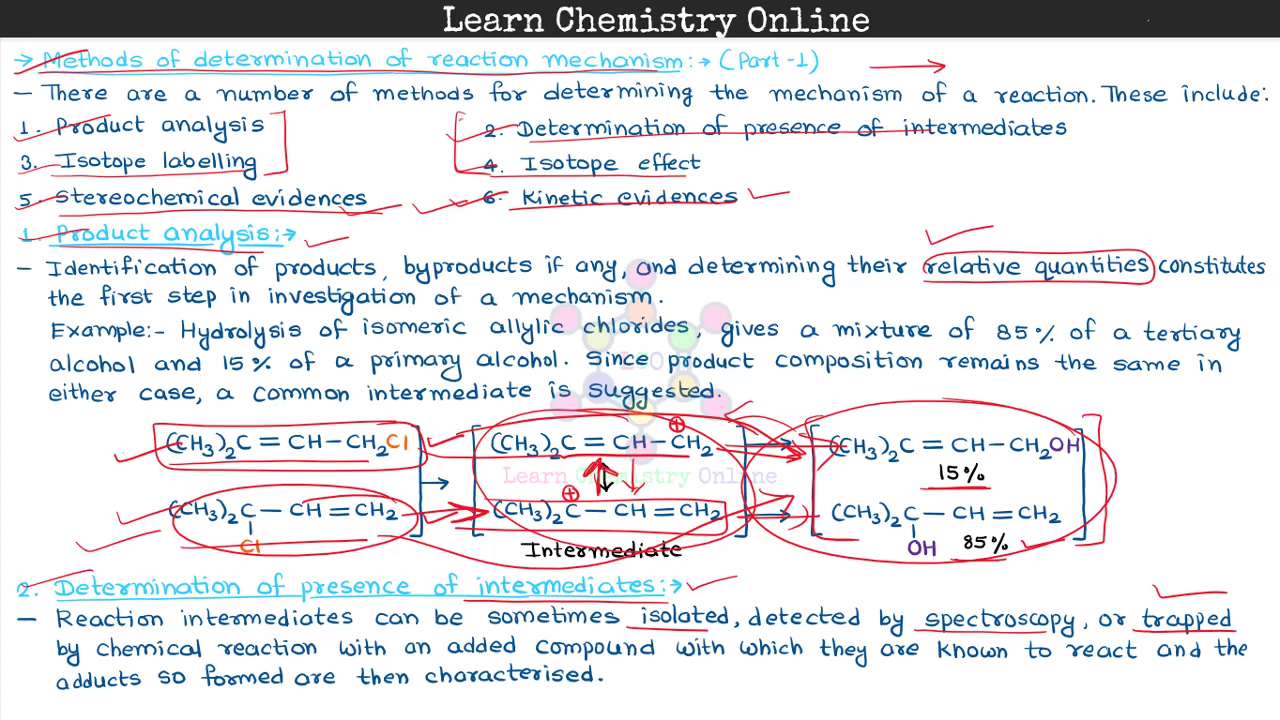 Learn Chemistry Online
→ Methods of determination of reaction mechanism :→ (Part -1)
– There are a number of methods for determining the mechanism of a reaction. These include:
1. Product analysis 2. Determination of presence of intermediates
3. Isotope labelling 4. Isotope effect
5. Stereochemical evidences 6. Kinetic evidences
1. Product analysis :→
– Identification of products, byproducts if any, and determining their relative quantities constitutes
the first step in investigation of a mechanism.
Example:- Hydrolysis of isomeric allylic chlorides, gives a mixture of 85% of a tertiary
alcohol and 15% of a primary alcohol. Since product composition remains the same in
either case, a common intermediate is suggested.
(CH₃)₂C = CH – CH₂Cl (CH₃)₂C = CH – CH₂ ⊕ (CH₃)₂C = CH – CH₂OH
Learn Chemistry Online 15%
→ ⊕
(CH₃)₂C – CH = CH₂ (CH₃)₂C – CH = CH₂ (CH₃)₂C – CH = CH₂
Cl Intermediate OH 85%
2. Determination of presence of intermediates :→
– Reaction intermediates can be sometimes isolated, detected by spectroscopy, or trapped
by chemical reaction with an added compound with which they are known to react and the
adducts so formed are then characterised.